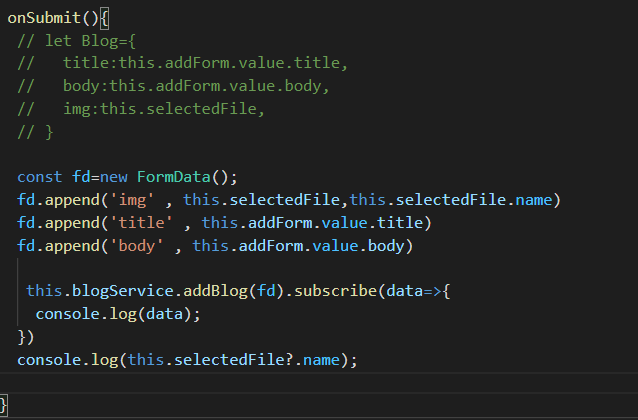 onSubmit(){
// let Blog={
//   title:this.addForm.value.title,
//   body:this.addForm.value.body,
//   img:this.selectedFile,
// }
const fd=new FormData();
fd.append('img' , this.selectedFile,this.selectedFile.name)
fd.append('title' , this.addForm.value.title)
fd.append('body' , this.addForm.value.body)
this.blogService.addBlog(fd).subscribe(data=>{
console.log(data);
})
console.log(this.selectedFile?.name);
}